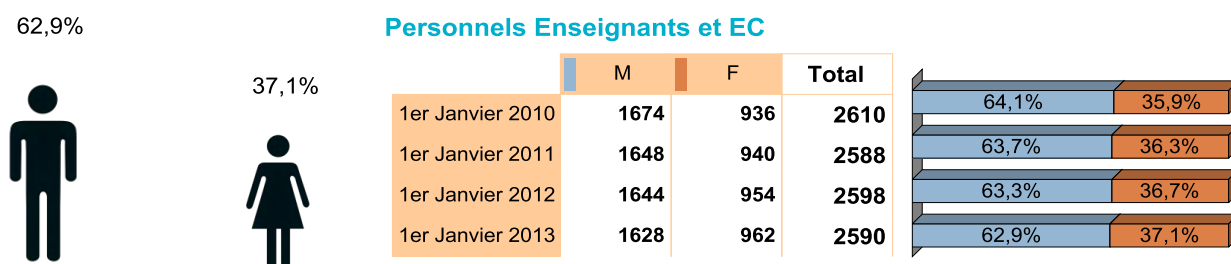 62,9%
37,1%
Personnels Enseignants et EC
M F Total
1er Janvier 2010 1674 936 2610 64,1% 35,9%
1er Janvier 2011 1648 940 2588 63,7% 36,3%
1er Janvier 2012 1644 954 2598 63,3% 36,7%
1er Janvier 2013 1628 962 2590 62,9% 37,1%